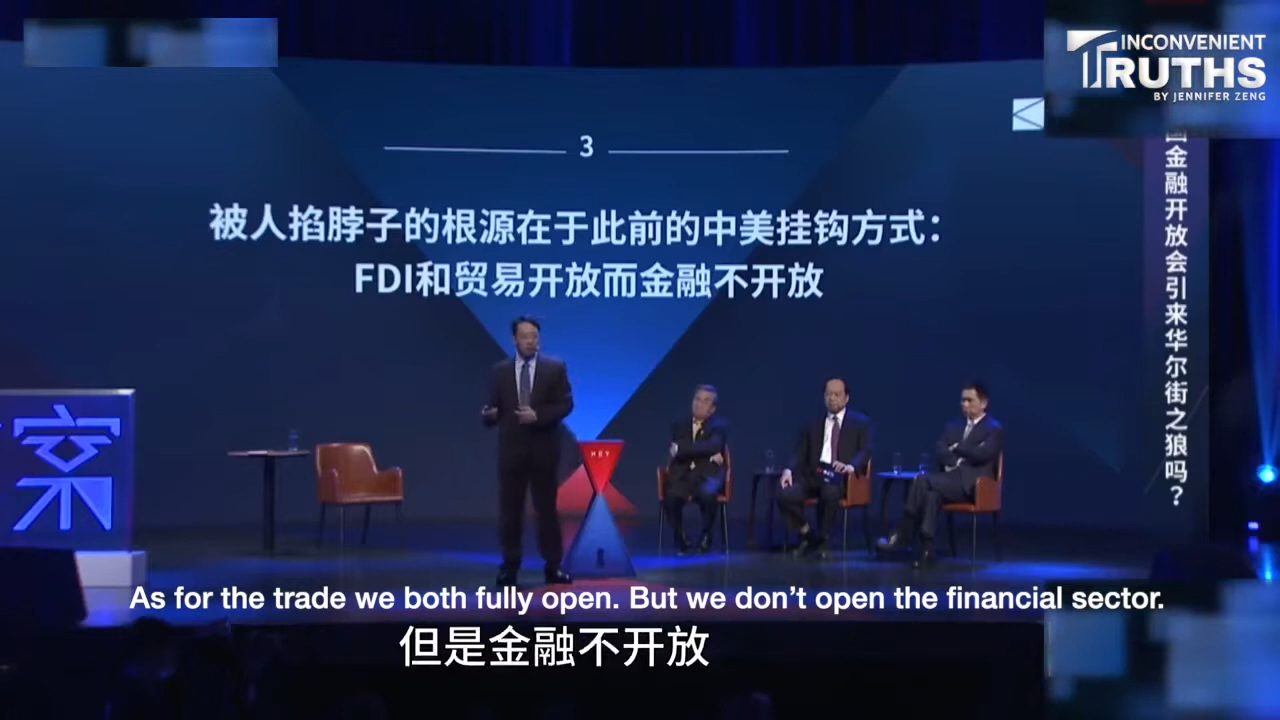 INCONVENIENT
TRUTHS
BY JENNIFER ZENG
3
被人掐脖子的根源在于此前的中美挂钩方式：
FDI和贸易开放而金融不开放
国金融开放会引来华尔街之狼吗？
KEY
案
As for the trade we both fully open. But we don’t open the financial sector.
但是金融不开放